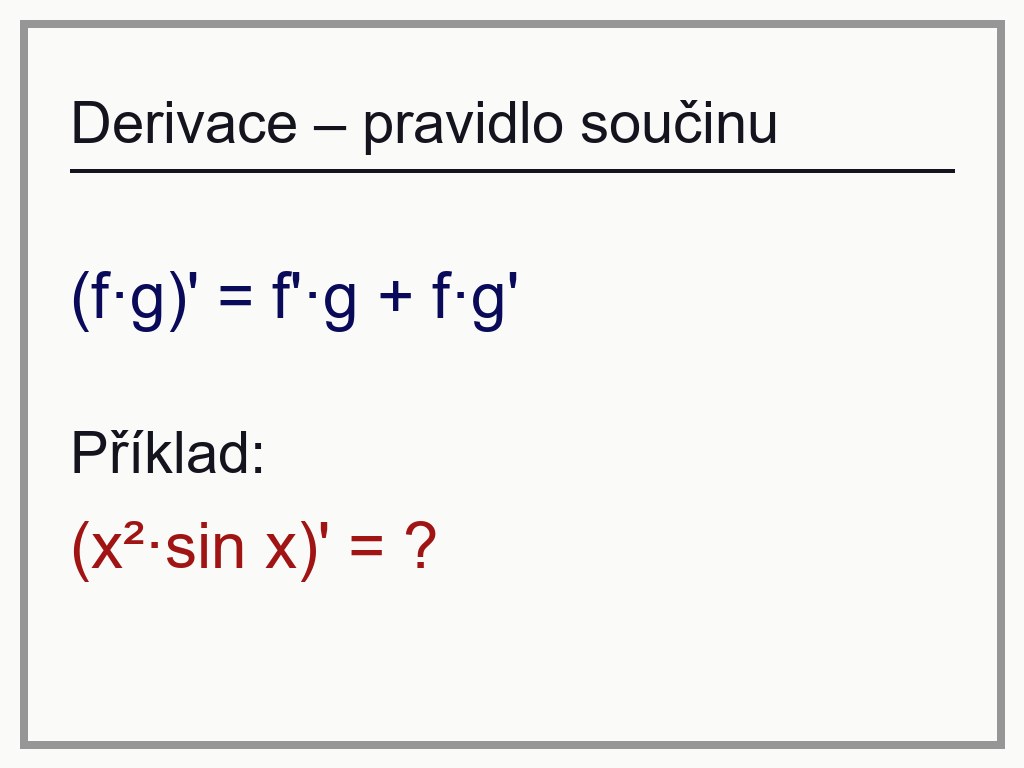 Derivace – pravidlo součinu
(f·g)' = f'·g + f·g'
Příklad:
(x²·sin x)' = ?